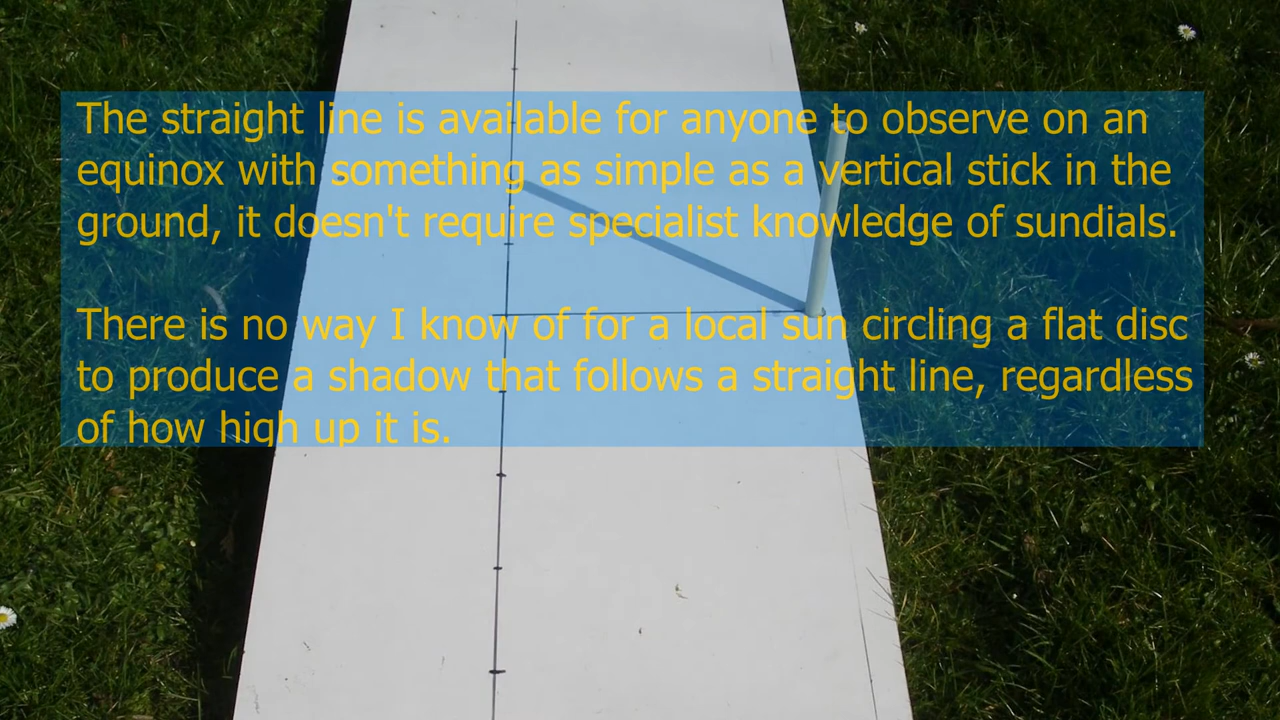 The straight line is available for anyone to observe on an
equinox with something as simple as a vertical stick in the
ground, it doesn't require specialist knowledge of sundials.
There is no way I know of for a local sun circling a flat disc
to produce a shadow that follows a straight line, regardless
of how high up it is.